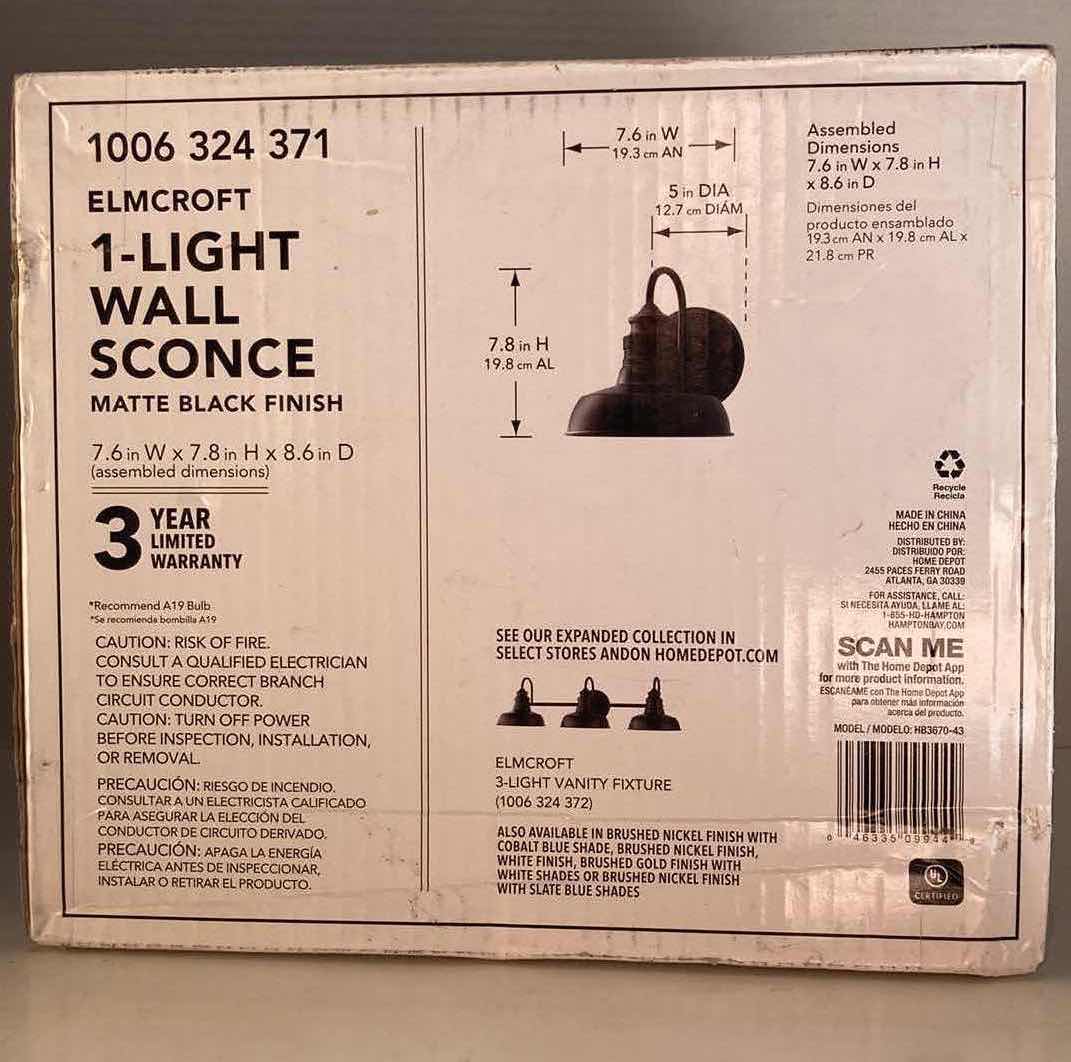 1006 324 371
ELMCROFT
1-LIGHT
WALL
SCONCE
MATTE BLACK FINISH
7.6 in W x 7.8 in H x 8.6 in D
(assembled dimensions)
3 YEAR
LIMITED
WARRANTY
*Recommend A19 Bulb
*Se recomienda bombilla A19
CAUTION: RISK OF FIRE.
CONSULT A QUALIFIED ELECTRICIAN
TO ENSURE CORRECT BRANCH
CIRCUIT CONDUCTOR.
CAUTION: TURN OFF POWER
BEFORE INSPECTION, INSTALLATION,
OR REMOVAL.
PRECAUCIÓN: RIESGO DE INCENDIO.
CONSULTAR A UN ELECTRICISTA CALIFICADO
PARA ASEGURAR LA ELECCIÓN DEL
CONDUCTOR DE CIRCUITO DERIVADO.
PRECAUCIÓN: APAGA LA ENERGÍA
ELÉCTRICA ANTES DE INSPECCIONAR,
INSTALAR O RETIRAR EL PRODUCTO.
7.6 in W
19.3 cm AN
5 in DIA
12.7 cm DIÁM
7.8 in H
19.8 cm AL
SEE OUR EXPANDED COLLECTION IN
SELECT STORES ANDON HOMEDEPOT.COM
ELMCROFT
3-LIGHT VANITY FIXTURE
(1006 324 372)
ALSO AVAILABLE IN BRUSHED NICKEL FINISH WITH
COBALT BLUE SHADE, BRUSHED NICKEL FINISH,
WHITE FINISH, BRUSHED GOLD FINISH WITH
WHITE SHADES OR BRUSHED NICKEL FINISH
WITH SLATE BLUE SHADES
Assembled
Dimensions
7.6 in W x 7.8 in H
x 8.6 in D
Dimensiones del
producto ensamblado
19.3 cm AN x 19.8 cm AL x
21.8 cm PR
Recycle
Recicla
MADE IN CHINA
HECHO EN CHINA
DISTRIBUTED BY:
DISTRIBUIDO POR:
HOME DEPOT
2455 PACES FERRY ROAD
ATLANTA, GA 30339
FOR ASSISTANCE, CALL:
SI NECESITA AYUDA, LLAME AL:
1-855-HD-HAMPTON
HAMPTONBAY.COM
SCAN ME
with The Home Depot App
for more product information.
ESCANÉAME con The Home Depot App
para obtener más información
acerca del producto.
MODEL / MODELO: HB3670-43
0 46335 09944
UL
CERTIFIED